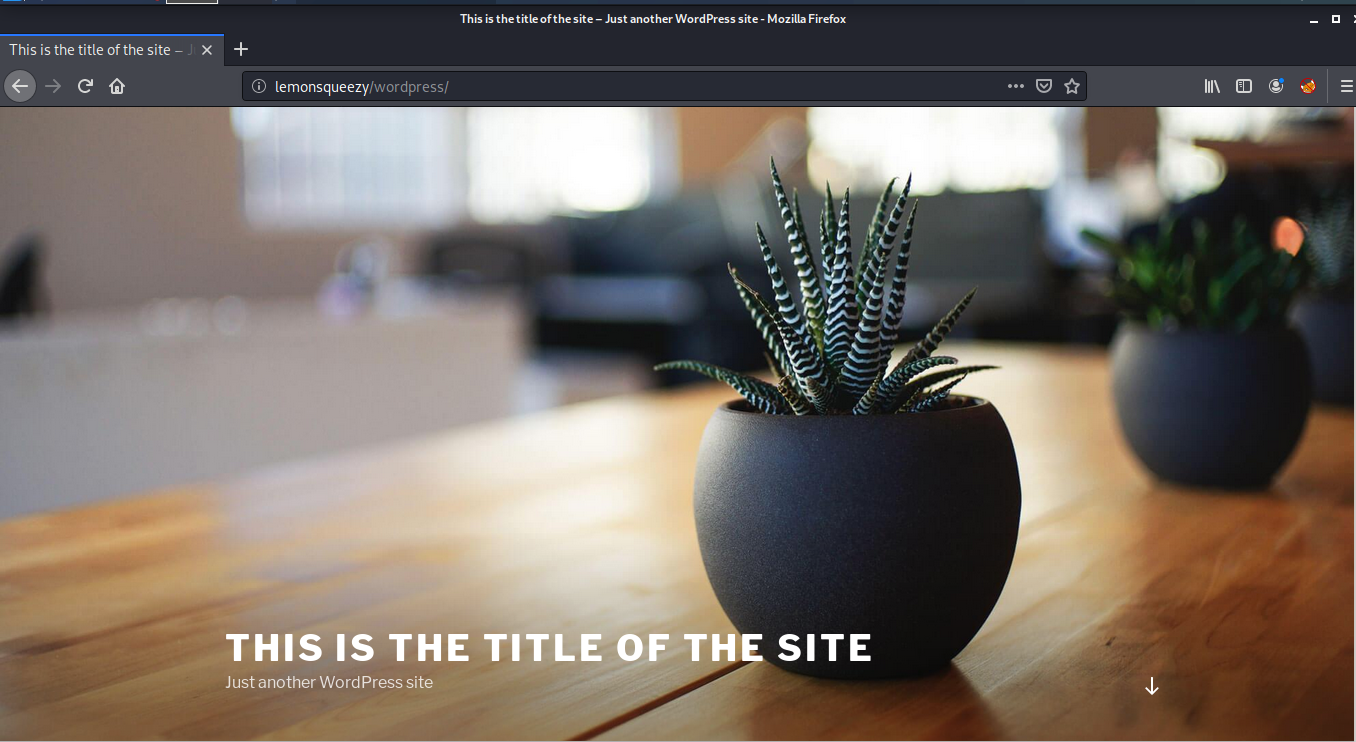 This is the title of the site – Just another WordPress site - Mozilla Firefox
This is the title of the site – J
lemonsqueezy/wordpress/
THIS IS THE TITLE OF THE SITE
Just another WordPress site